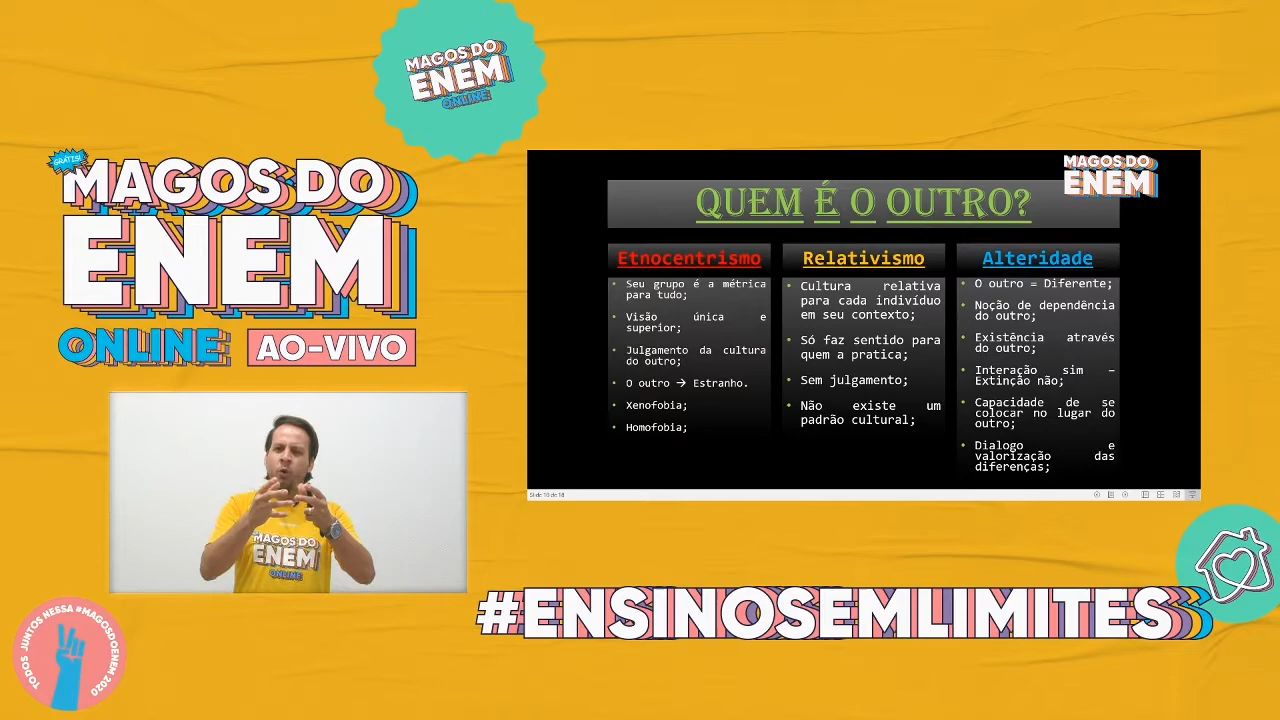 MAGOS DO
ENEM
ONLINE
GRÁTIS!
MAGOS DO
ENEM
ONLINE
AO-VIVO
MAGOS DO
ENEM
QUEM É O OUTRO?
Etnocentrismo
• Seu grupo é a métrica
para tudo;
• Visão única e
superior;
• Julgamento da cultura
do outro;
• O outro → Estranho.
• Xenofobia;
• Homofobia;
Relativismo
• Cultura relativa
para cada indivíduo
em seu contexto;
• Só faz sentido para
quem a pratica;
• Sem julgamento;
• Não existe um
padrão cultural;
Alteridade
• O outro = Diferente;
• Noção de dependência
do outro;
• Existência através
do outro;
• Interação sim –
Extinção não;
• Capacidade de se
colocar no lugar do
outro;
• Dialogo e
valorização das
diferenças;
Slide 10 de 18
MAGOS DO
ENEM
ONLINE
#ENSINOSEMLIMITES
TODOS JUNTOS NESSA #MAGOSDOENEM 2020